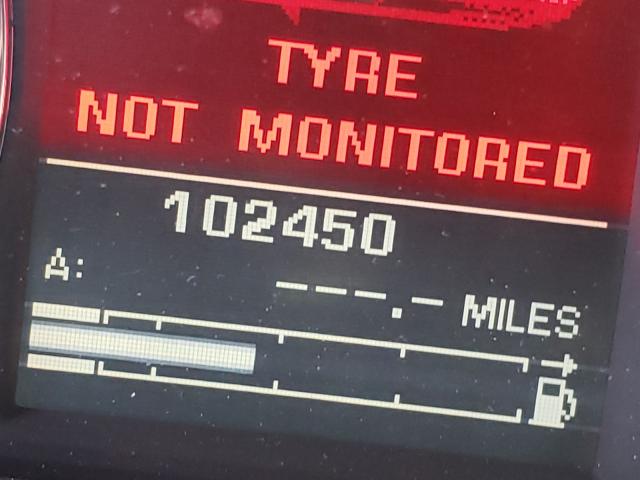 TYRE
NOT MONITORED
102450
A:
---.- MILES